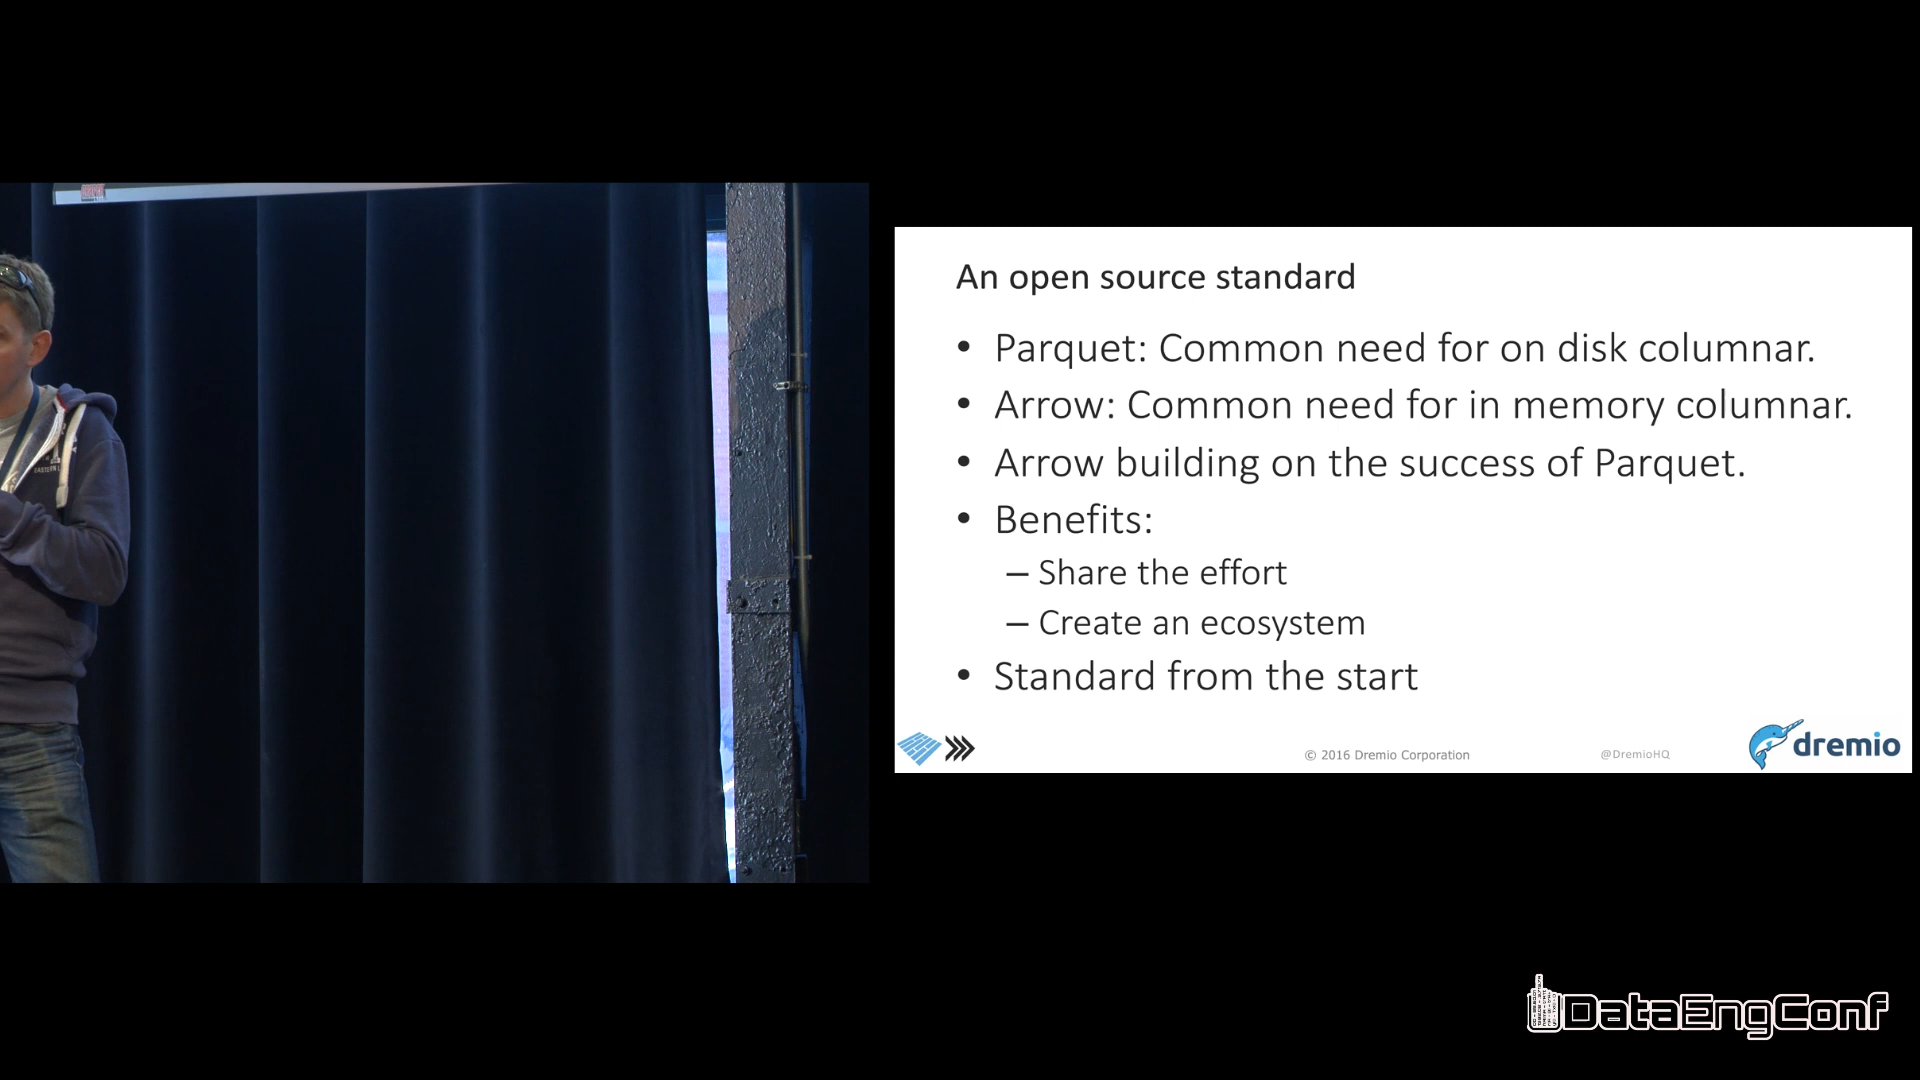 An open source standard
• Parquet: Common need for on disk columnar.
• Arrow: Common need for in memory columnar.
• Arrow building on the success of Parquet.
• Benefits:
– Share the effort
– Create an ecosystem
• Standard from the start
© 2016 Dremio Corporation
@DremioHQ
dremio
DataEngConf